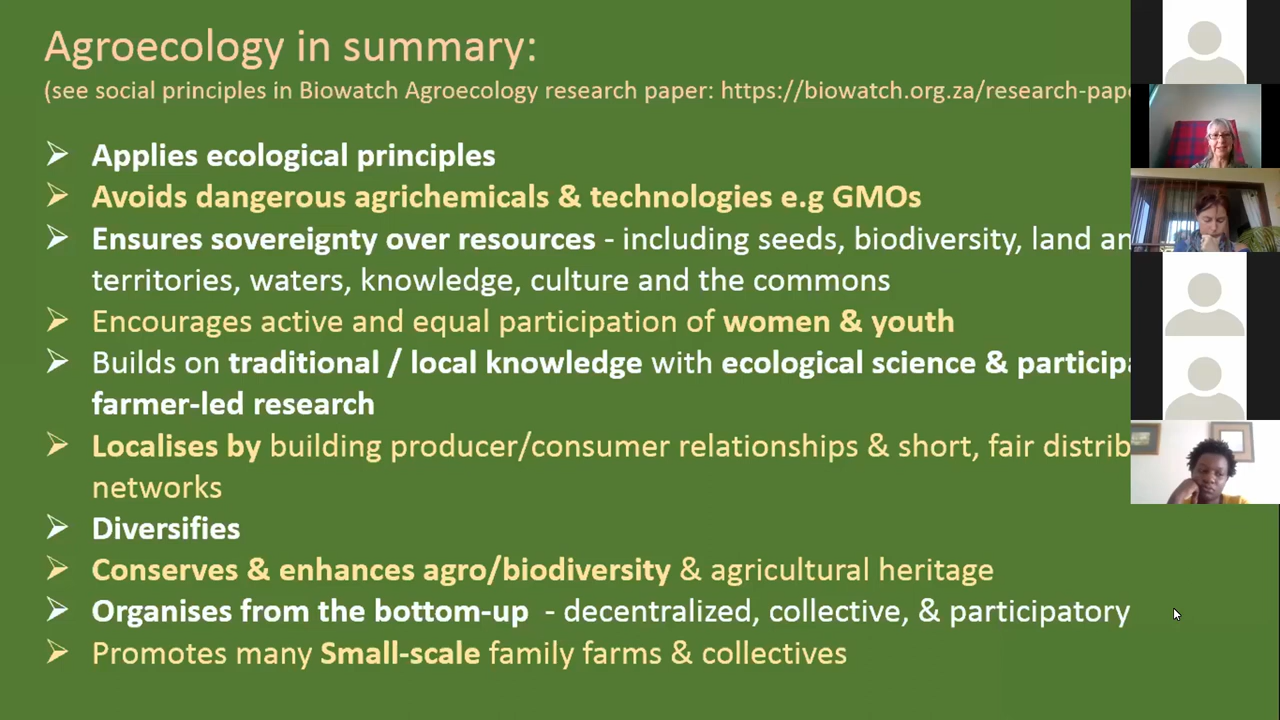 Agroecology in summary:
(see social principles in Biowatch Agroecology research paper: https://biowatch.org.za/research-pape
Applies ecological principles
Avoids dangerous agrichemicals & technologies e.g GMOs
Ensures sovereignty over resources - including seeds, biodiversity, land an
territories, waters, knowledge, culture and the commons
Encourages active and equal participation of women & youth
Builds on traditional / local knowledge with ecological science & participa
farmer-led research
Localises by building producer/consumer relationships & short, fair distrib
networks
Diversifies
Conserves & enhances agro/biodiversity & agricultural heritage
Organises from the bottom-up - decentralized, collective, & participatory
Promotes many Small-scale family farms & collectives